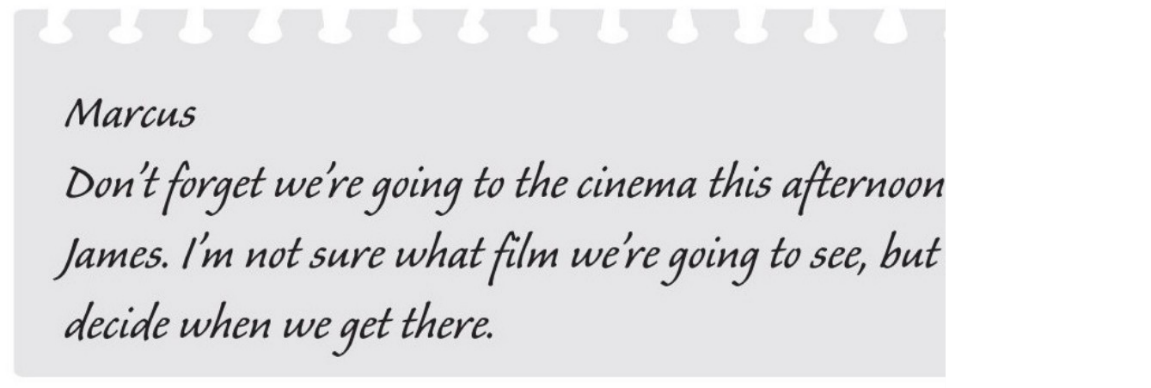 Marcus
Don't forget we're going to the cinema this afternoon
James. I'm not sure what film we're going to see, but
decide when we get there.